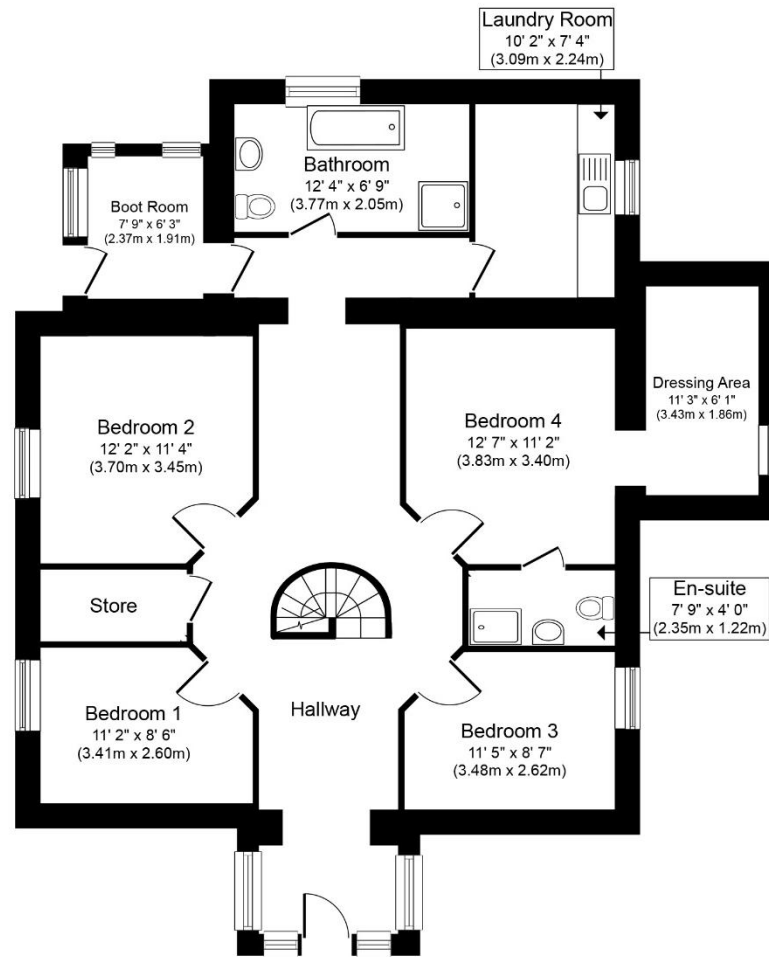 Laundry Room
10' 2" x 7' 4"
(3.09m x 2.24m)
Bathroom
12' 4" x 6' 9"
(3.77m x 2.05m)
Boot Room
7' 9" x 6' 3"
(2.37m x 1.91m)
Dressing Area
11' 3" x 6' 1"
(3.43m x 1.86m)
Bedroom 2
12' 2" x 11' 4"
(3.70m x 3.45m)
Bedroom 4
12' 7" x 11' 2"
(3.83m x 3.40m)
Store
En-suite
7' 9" x 4' 0"
(2.35m x 1.22m)
Bedroom 1
11' 2" x 8' 6"
(3.41m x 2.60m)
Hallway
Bedroom 3
11' 5" x 8' 7"
(3.48m x 2.62m)